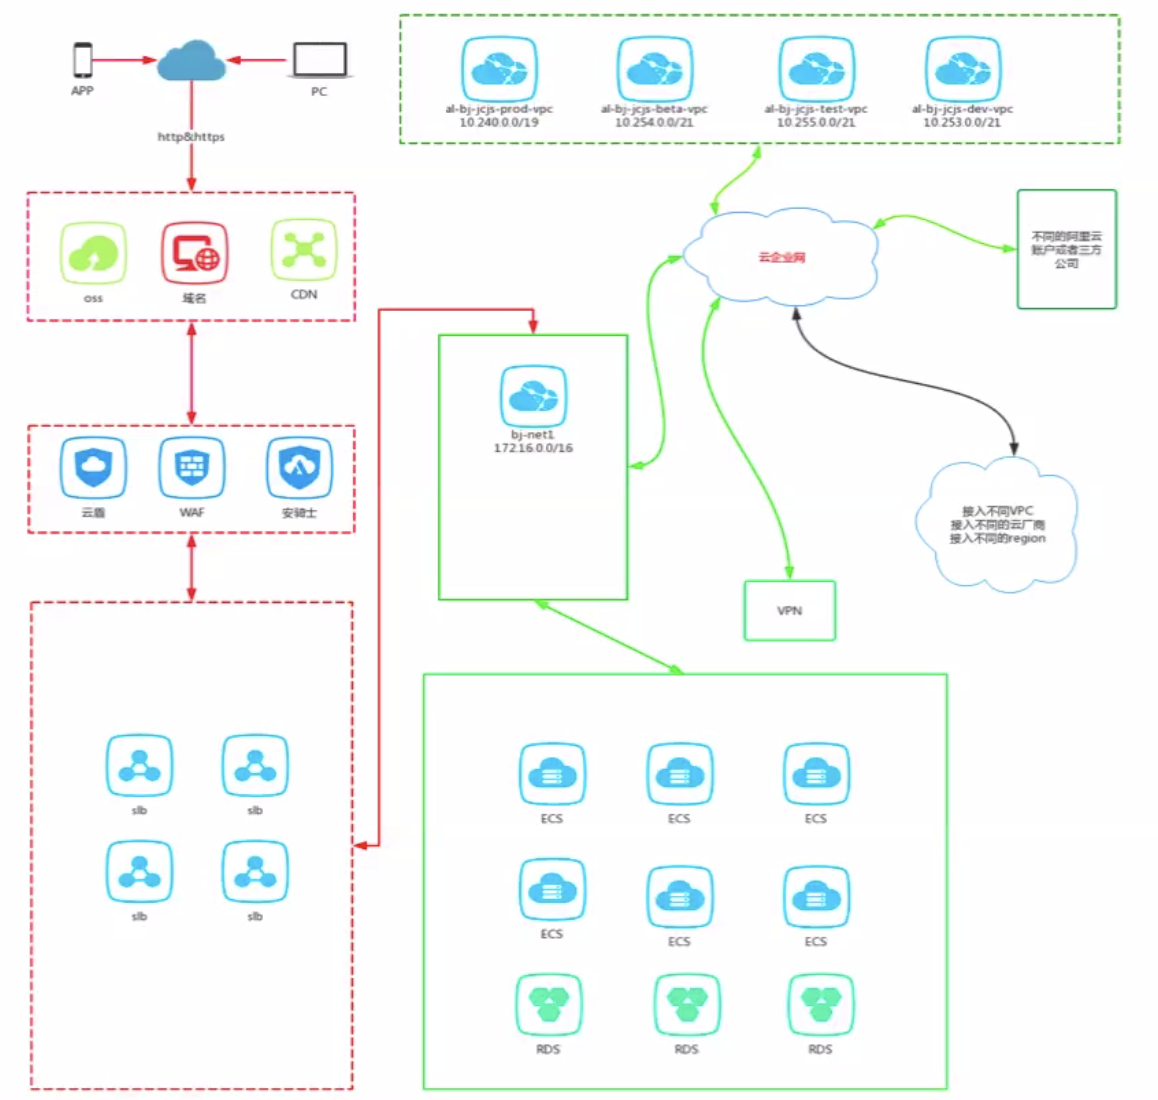 APP
PC
http&https
al-bj-jcjs-prod-vpc
10.240.0.0/19
al-bj-jcjs-beta-vpc
10.254.0.0/21
al-bj-jcjs-test-vpc
10.255.0.0/21
al-bj-jcjs-dev-vpc
10.253.0.0/21
oss
域名
CDN
云企业网
不同的阿里云
账户或者三方
公司
bj-net1
172.16.0.0/16
云盾
WAF
安骑士
接入不同VPC
接入不同的云厂商
接入不同的region
VPN
slb
slb
slb
slb
ECS
ECS
ECS
ECS
ECS
ECS
RDS
RDS
RDS